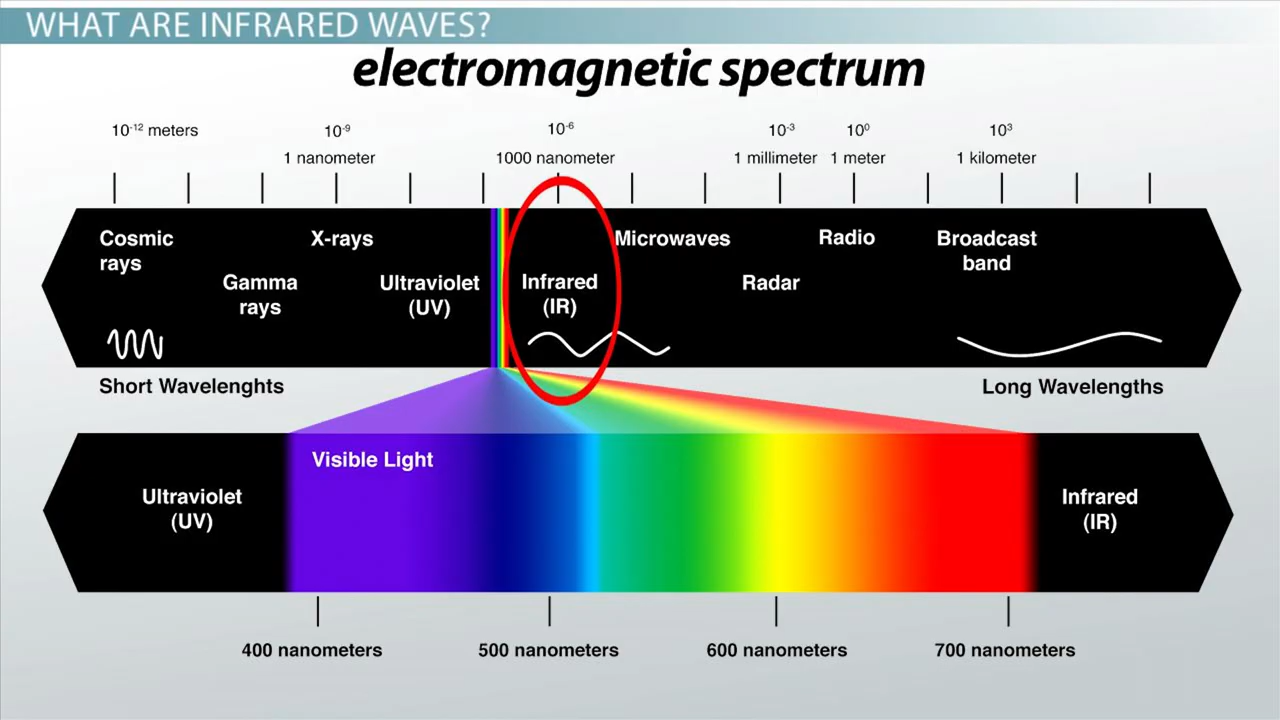 WHAT ARE INFRARED WAVES?
electromagnetic spectrum
10⁻¹² meters 10⁻⁹ 10⁻⁶ 10⁻³ 10⁰ 10³
1 nanometer 1000 nanometer 1 millimeter 1 meter 1 kilometer
Cosmic
rays
X-rays
Microwaves
Radio
Broadcast
band
Gamma
rays
Ultraviolet
(UV)
Infrared
(IR)
Radar
Short Wavelenghts
Long Wavelengths
Visible Light
Ultraviolet
(UV)
Infrared
(IR)
400 nanometers 500 nanometers 600 nanometers 700 nanometers